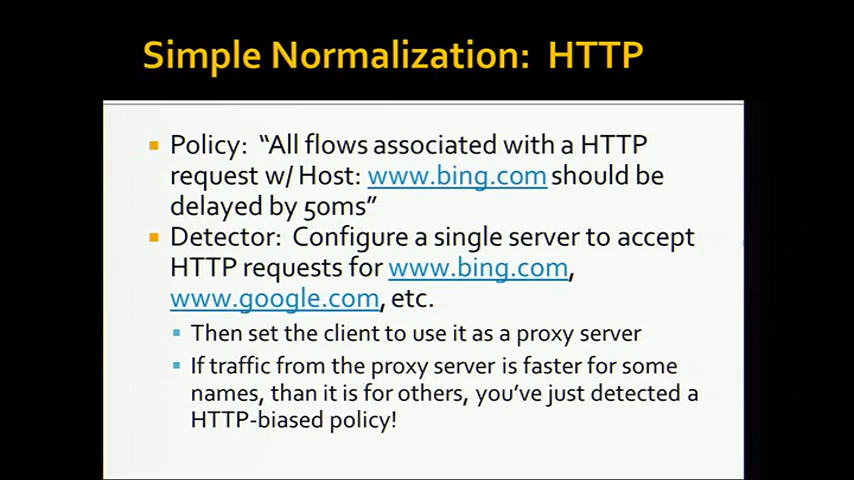 Simple Normalization: HTTP
Policy: “All flows associated with a HTTP
request w/ Host: www.bing.com should be
delayed by 50ms”
Detector: Configure a single server to accept
HTTP requests for www.bing.com,
www.google.com, etc.
Then set the client to use it as a proxy server
If traffic from the proxy server is faster for some
names, than it is for others, you’ve just detected a
HTTP-biased policy!